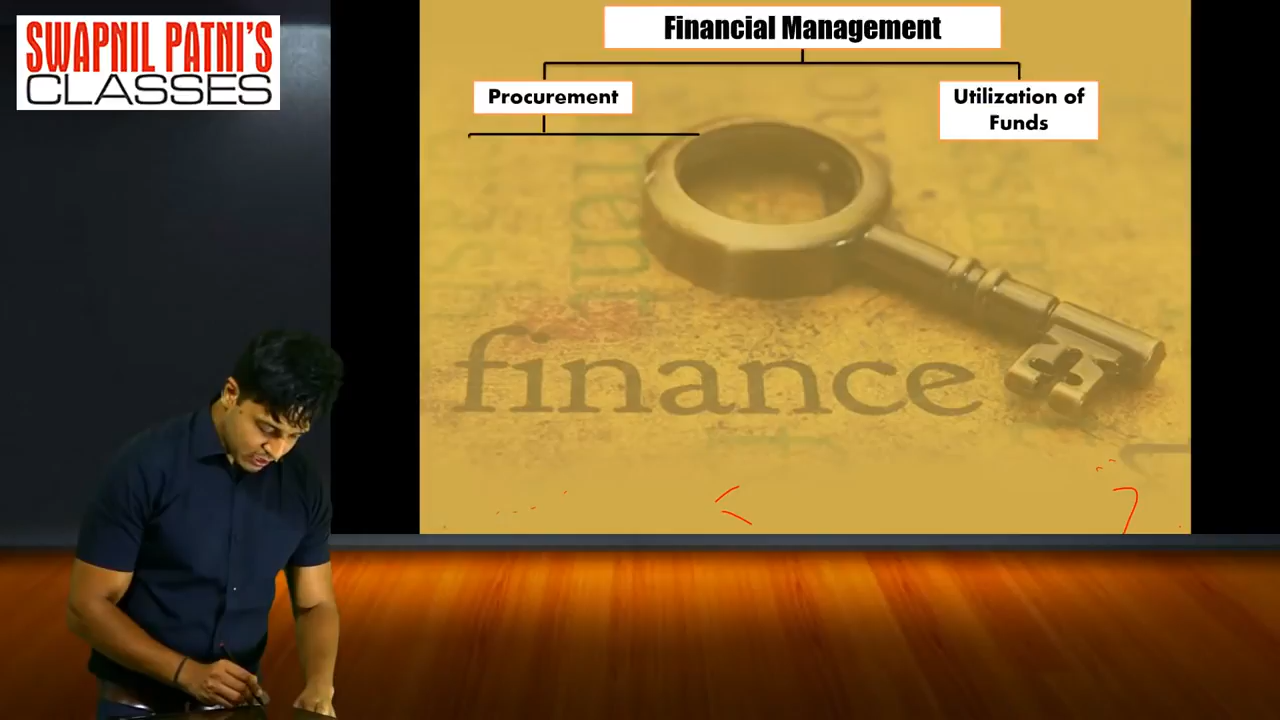 SWAPNIL PATNI'S
CLASSES
Financial Management
Procurement
Utilization of
Funds
finance